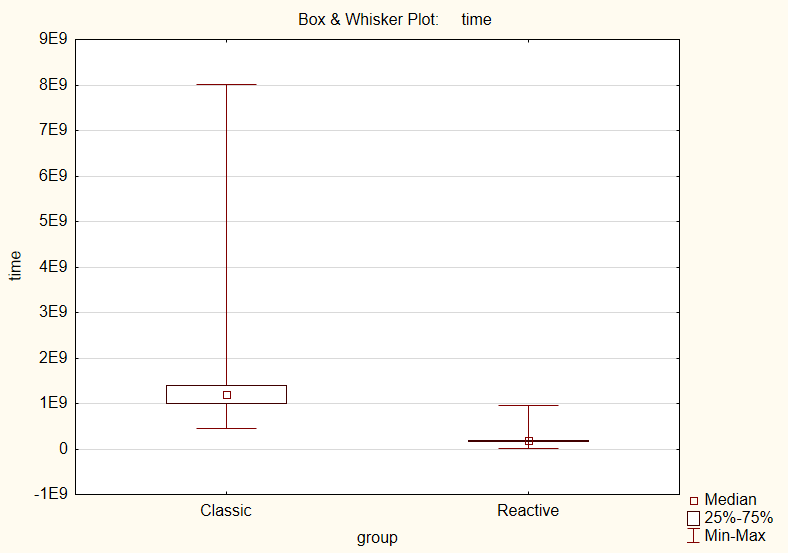 Box & Whisker Plot: time
9E9
8E9
7E9
6E9
5E9
4E9
3E9
2E9
1E9
0
-1E9
time
Classic
Reactive
group
Median
25%-75%
Min-Max